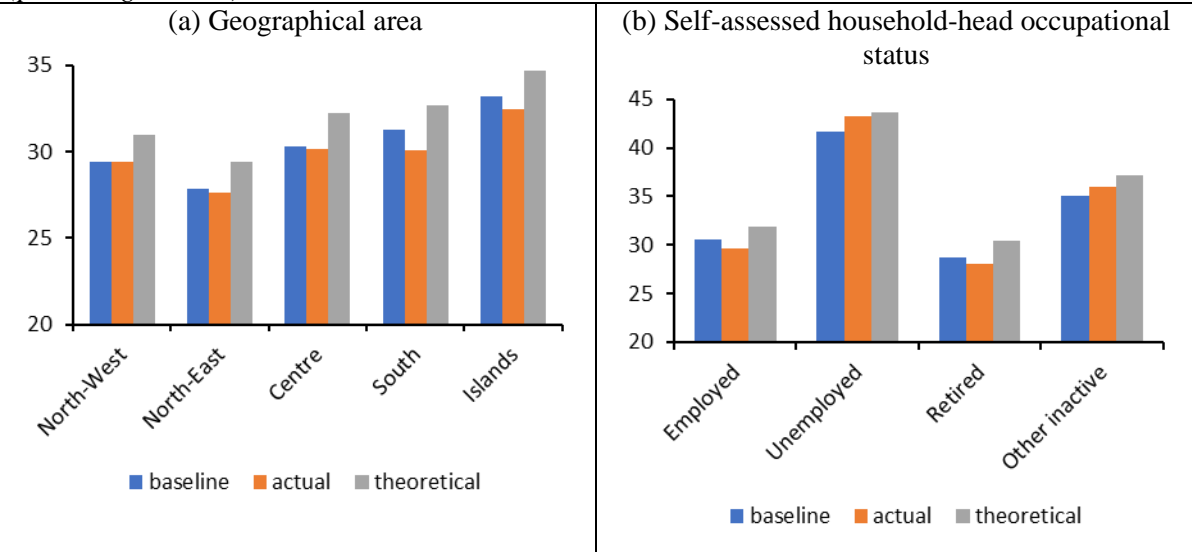 (a) Geographical area
35
30
25
20
North-West
North-East
Centre
South
Islands
baseline actual theoretical
(b) Self-assessed household-head occupational
status
45
40
35
30
25
20
Employed
Unemployed
Retired
Other inactive
baseline actual theoretical